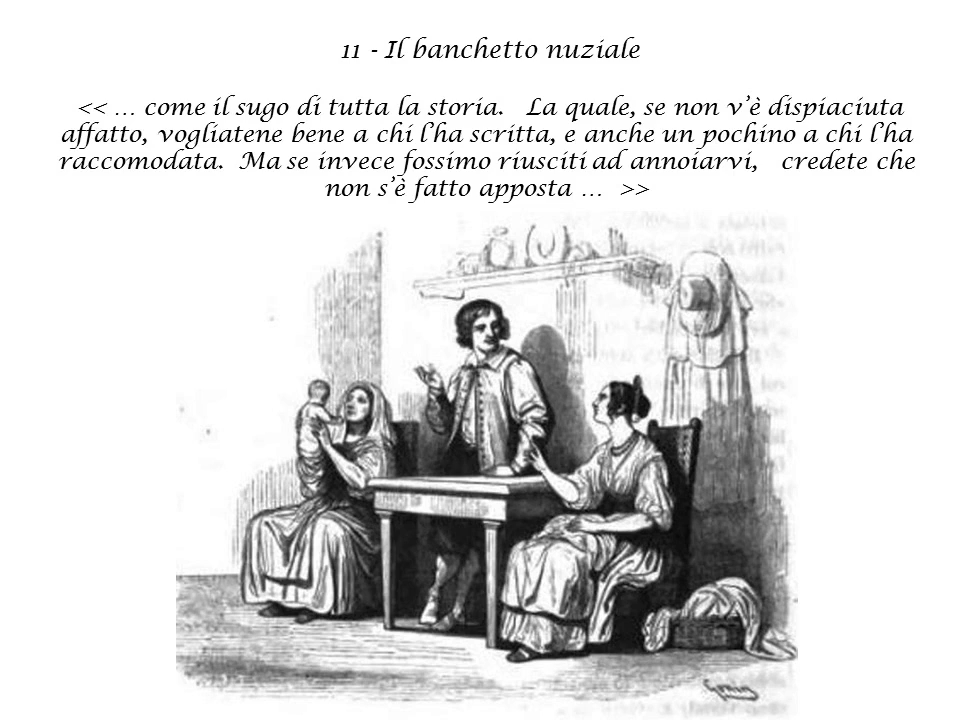 11 - Il banchetto nuziale
<< … come il sugo di tutta la storia. La quale, se non v’è dispiaciuta
affatto, vogliatene bene a chi l’ha scritta, e anche un pochino a chi l’ha
raccomodata. Ma se invece fossimo riusciti ad annoiarvi, credete che
non s’è fatto apposta … >>